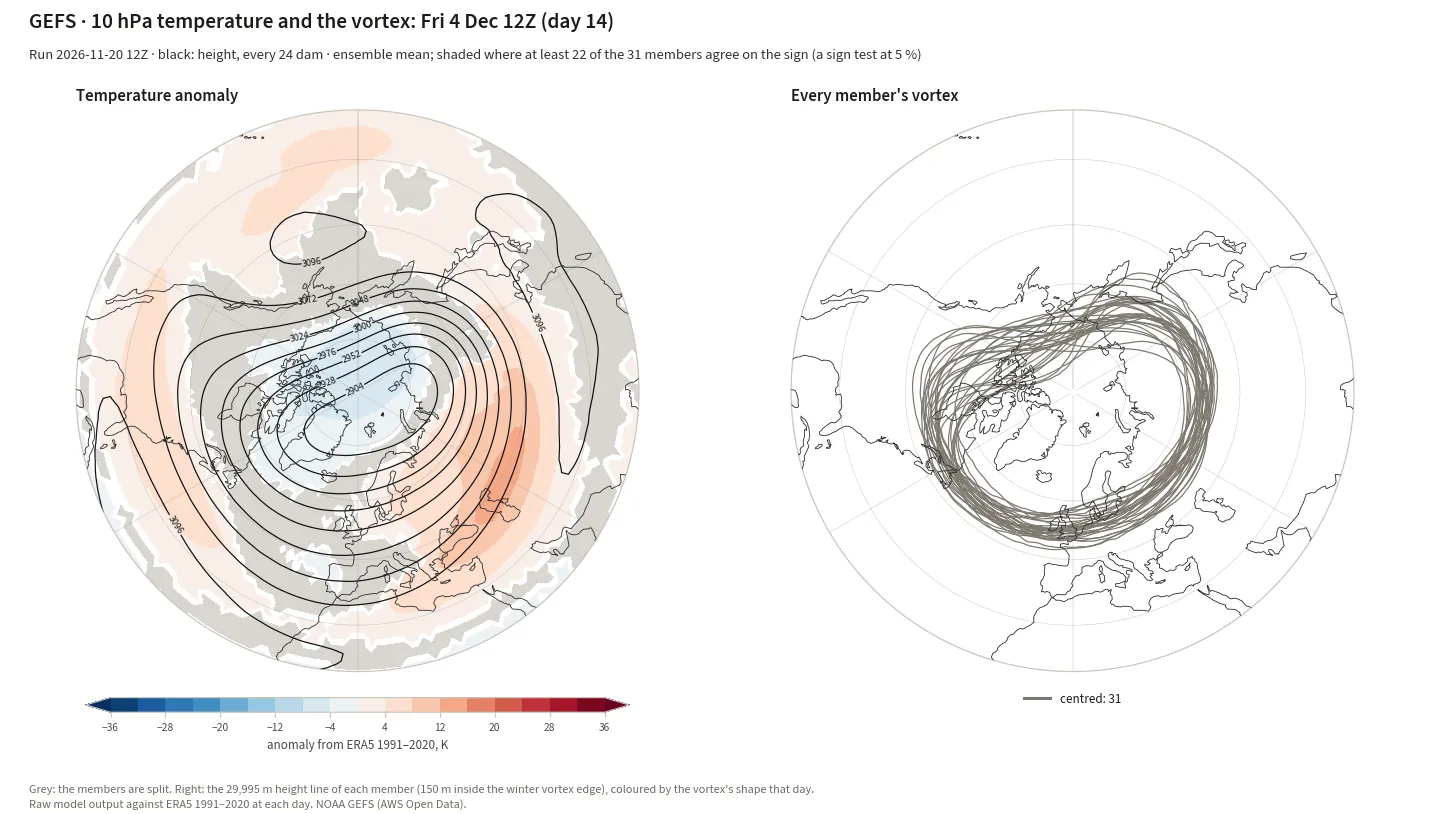 GEFS · 10 hPa temperature and the vortex: Fri 4 Dec 12Z (day 14)
Run 2026-11-20 12Z · black: height, every 24 dam · ensemble mean; shaded where at least 22 of the 31 members agree on the sign (a sign test at 5 %)
Temperature anomaly
Every member's vortex
3096
3072
3048
3024
3000
2976
2952
2928
2904
3096
3096
−36
−28
−20
−12
−4
4
12
20
28
36
anomaly from ERA5 1991–2020, K
centred: 31
Grey: the members are split. Right: the 29,995 m height line of each member (150 m inside the winter vortex edge), coloured by the vortex's shape that day.
Raw model output against ERA5 1991–2020 at each day. NOAA GEFS (AWS Open Data).